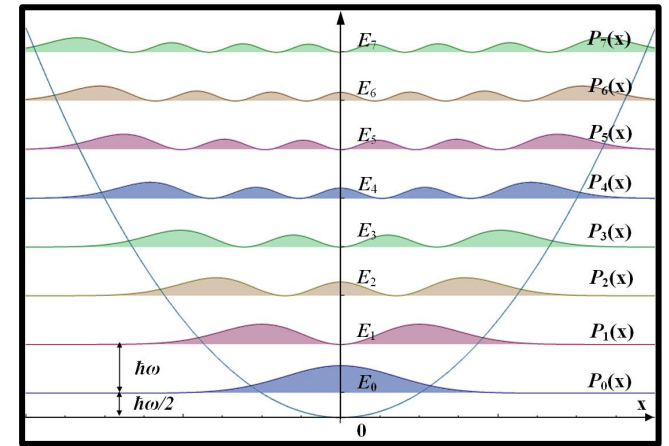 E₇ P₇(x)
E₆ P₆(x)
E₅ P₅(x)
E₄ P₄(x)
E₃ P₃(x)
E₂ P₂(x)
E₁ P₁(x)
ħω
E₀ P₀(x)
ħω/2
x
0